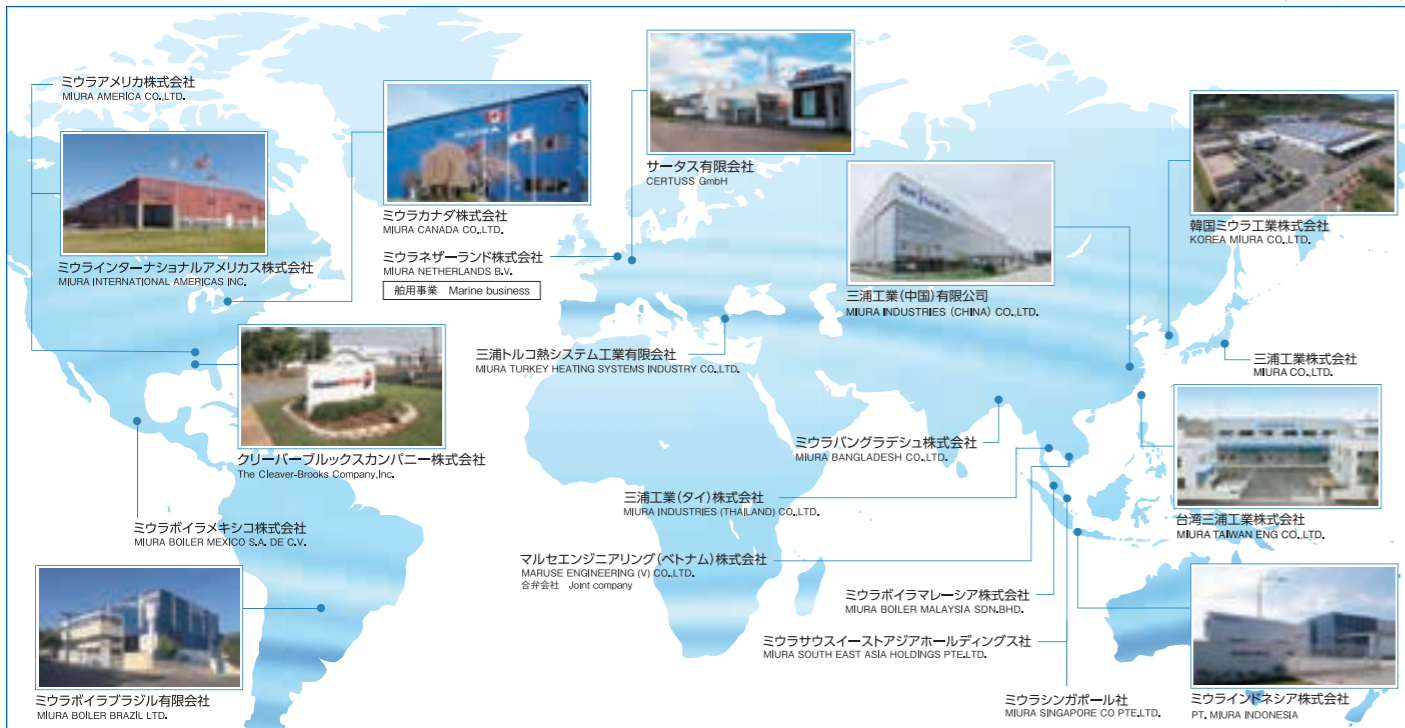 ミウラアメリカ株式会社
MIURA AMERICA CO.,LTD.
ミウラインターナショナルアメリカス株式会社
MIURA INTERNATIONAL AMERICAS INC.
ミウラカナダ株式会社
MIURA CANADA CO.,LTD.
ミウラネザーランド株式会社
MIURA NETHERLANDS B.V.
舶用事業 Marine business
サータス有限会社
CERTUSS GmbH
三浦工業(中国)有限公司
MIURA INDUSTRIES (CHINA) CO.,LTD.
韓国ミウラ工業株式会社
KOREA MIURA CO.,LTD.
三浦トルコ熱システム工業有限会社
MIURA TURKEY HEATING SYSTEMS INDUSTRY CO.,LTD.
三浦工業株式会社
MIURA CO.,LTD.
クリーバーブルックスカンパニー株式会社
The Cleaver-Brooks Company,Inc.
ミウラバングラデシュ株式会社
MIURA BANGLADESH CO.,LTD.
三浦工業(タイ)株式会社
MIURA INDUSTRIES (THAILAND) CO.,LTD.
台湾三浦工業株式会社
MIURA TAIWAN ENG CO.,LTD.
ミウラボイラメキシコ株式会社
MIURA BOILER MEXICO S.A. DE C.V.
マルセエンジニアリング(ベトナム)株式会社
MARUSE ENGINEERING (V) CO.,LTD.
合弁会社 Joint company
ミウラボイラマレーシア株式会社
MIURA BOILER MALAYSIA SDN.BHD.
ミウラサウスイーストアジアホールディングス社
MIURA SOUTH EAST ASIA HOLDINGS PTE.LTD.
ミウラボイラブラジル有限会社
MIURA BOILER BRAZIL LTD.
ミウラシンガポール社
MIURA SINGAPORE CO PTE.LTD.
ミウラインドネシア株式会社
PT. MIURA INDONESIA